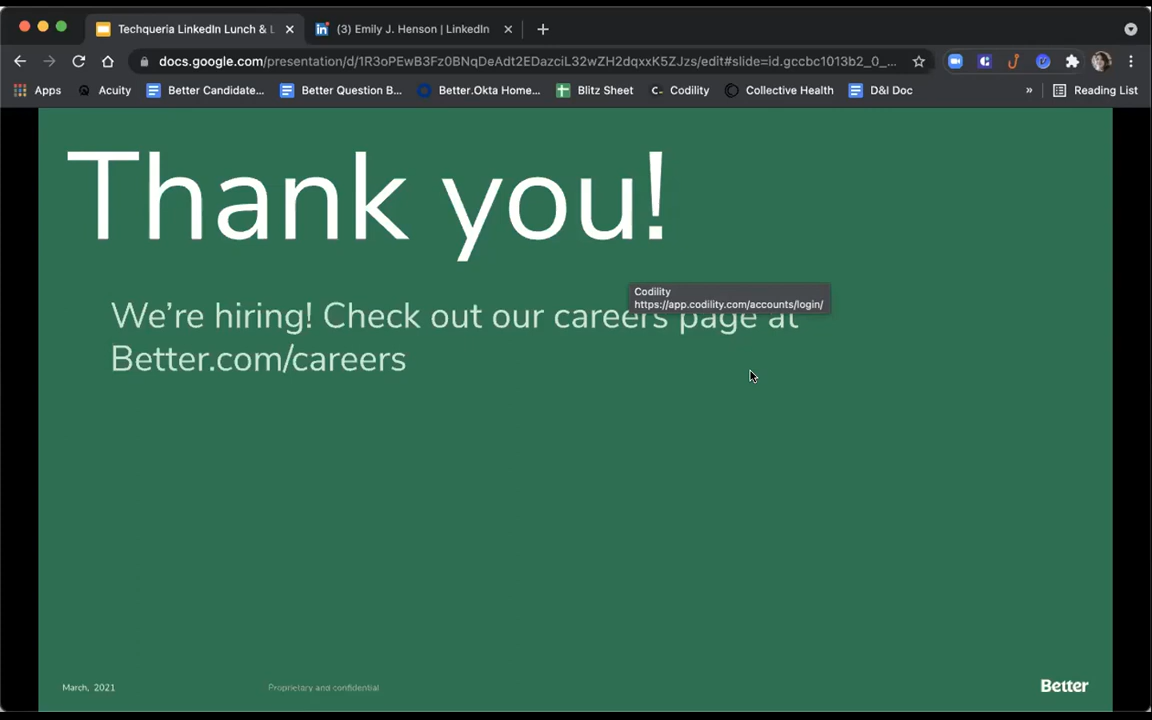 Techqueria LinkedIn Lunch & L
(3) Emily J. Henson | LinkedIn
docs.google.com/presentation/d/1R3oPEwB3Fz0BNqDeAdt2EDazciL32wZH2dqxxK5ZJzs/edit#slide=id.gccbc1013b2_0_...
Apps Acuity Better Candidate... Better Question B... Better.Okta Home... Blitz Sheet Codility Collective Health D&I Doc » Reading List
Thank you!
Codility
https://app.codility.com/accounts/login/
We're hiring! Check out our careers page at
Better.com/careers
March, 2021 Proprietary and confidential Better